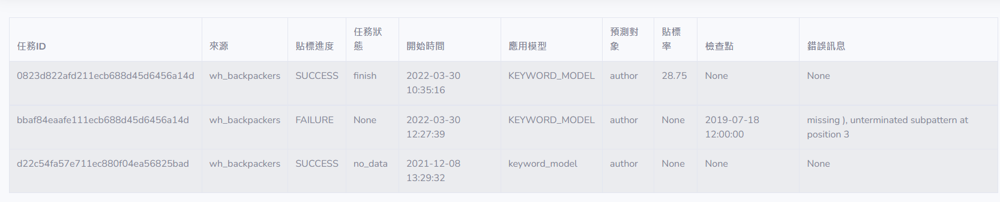 任務ID 來源 貼標進度 任務狀態 開始時間 應用模型 預測對象 貼標率 檢查點 錯誤訊息
0823d822afd211ecb688d45d6456a14d wh_backpackers SUCCESS finish 2022-03-30 KEYWORD_MODEL author 28.75 None None
10:35:16
bbaf84eaafe111ecb688d45d6456a14d wh_backpackers FAILURE None 2022-03-30 KEYWORD_MODEL author None 2019-07-18 missing ), unterminated subpattern at
12:27:39 12:00:00 position 3
d22c54fa57e711ec880f04ea56825bad wh_backpackers SUCCESS no_data 2021-12-08 keyword_model author None None None
13:29:32